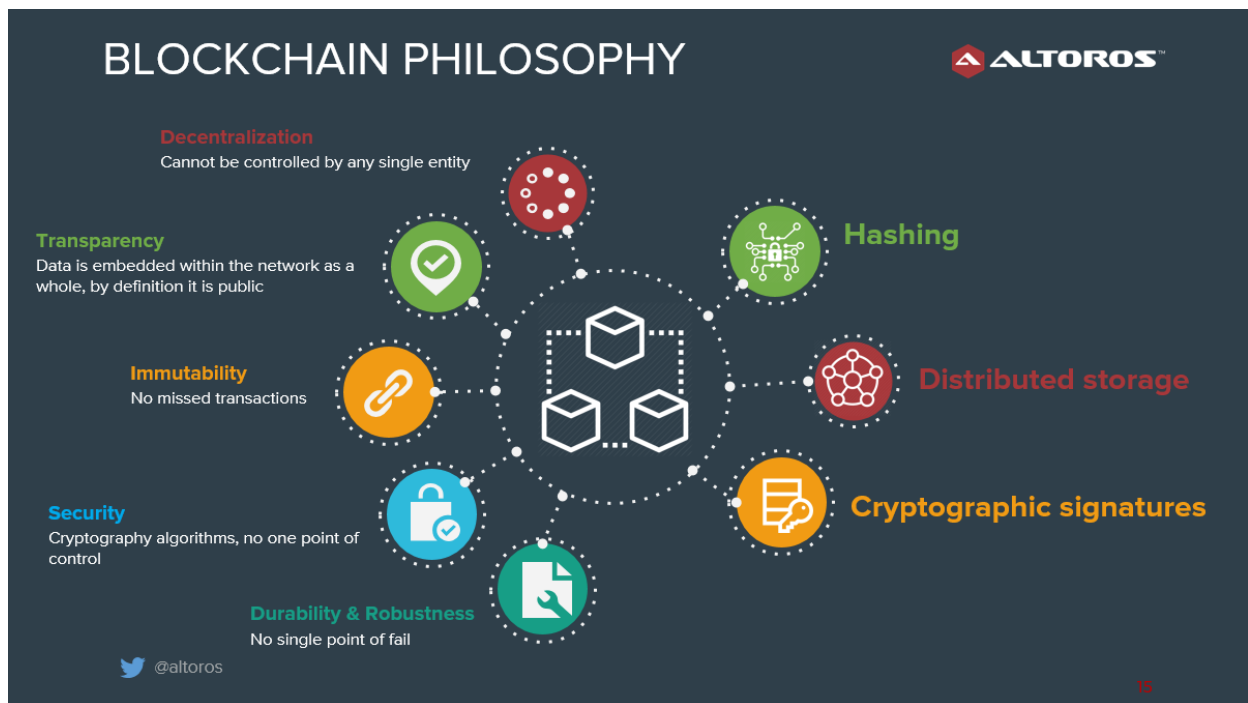 BLOCKCHAIN PHILOSOPHY
ALTOROS™
Decentralization
Cannot be controlled by any single entity
Transparency
Data is embedded within the network as a
whole, by definition it is public
Immutability
No missed transactions
Security
Cryptography algorithms, no one point of
control
Durability & Robustness
No single point of fail
Hashing
Distributed storage
Cryptographic signatures
@altoros
15